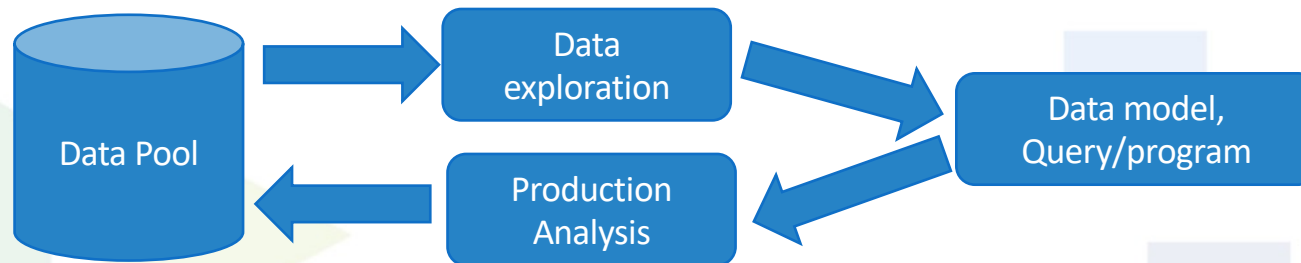 Data Pool
Data
exploration
Data model,
Query/program
Production
Analysis